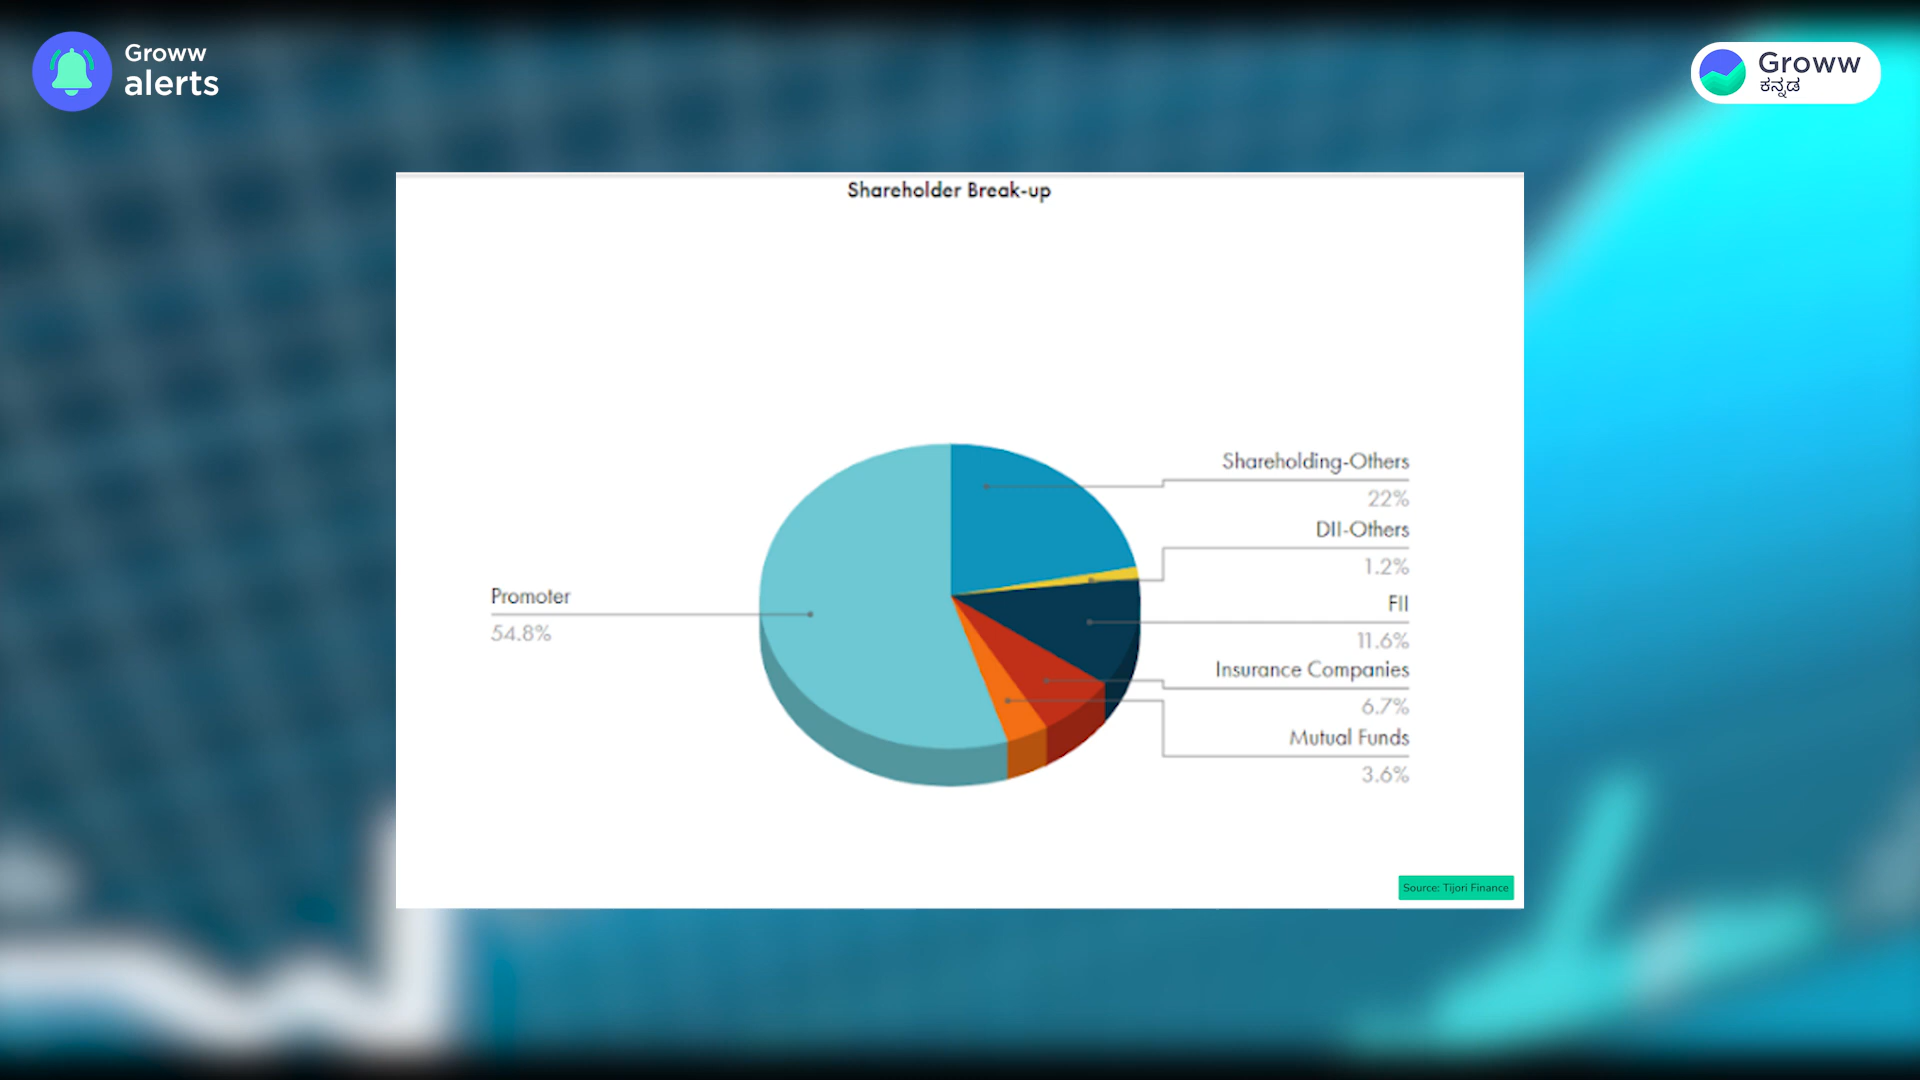 Groww
alerts
Groww
ಕನ್ನಡ
Shareholder Break-up
Shareholding-Others
22%
DII-Others
1.2%
FII
11.6%
Promoter
54.8%
Insurance Companies
6.7%
Mutual Funds
3.6%
Source: Tijori Finance